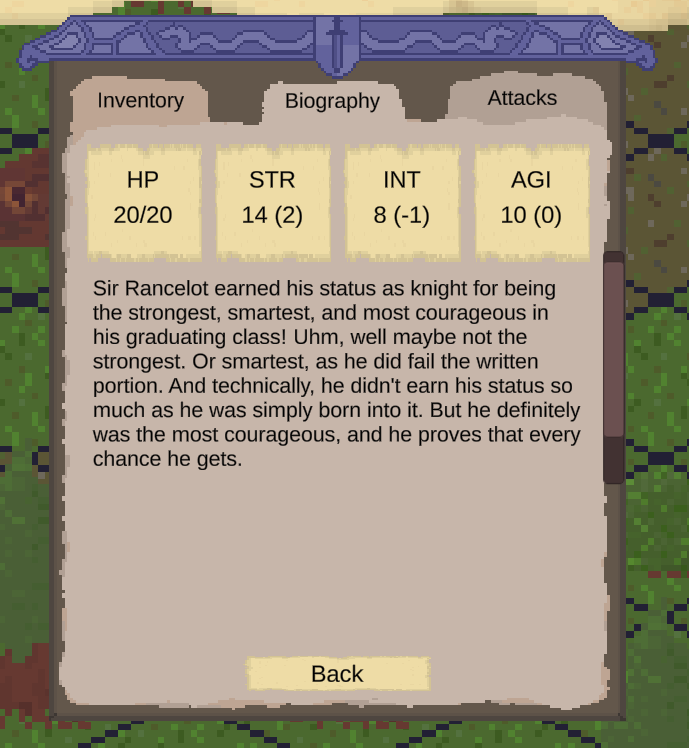 Inventory
Biography
Attacks
HP
20/20
STR
14 (2)
INT
8 (-1)
AGI
10 (0)
Sir Rancelot earned his status as knight for being
the strongest, smartest, and most courageous in
his graduating class! Uhm, well maybe not the
strongest. Or smartest, as he did fail the written
portion. And technically, he didn't earn his status so
much as he was simply born into it. But he definitely
was the most courageous, and he proves that every
chance he gets.
Back